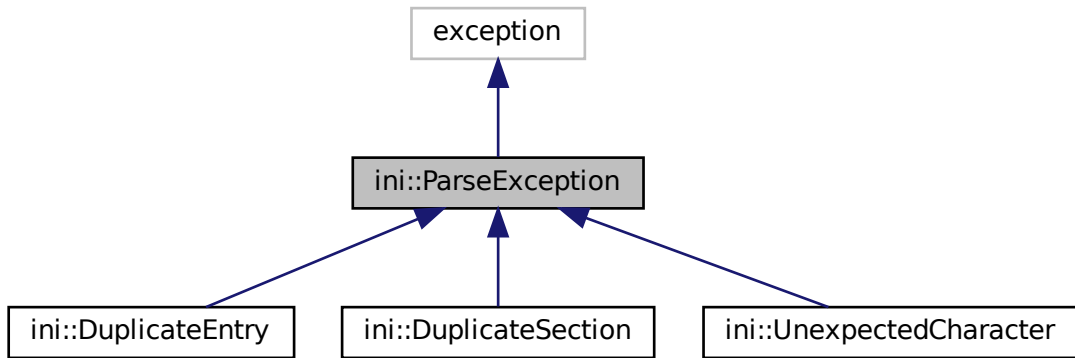 exception
ini::ParseException
ini::DuplicateEntry
ini::DuplicateSection
ini::UnexpectedCharacter